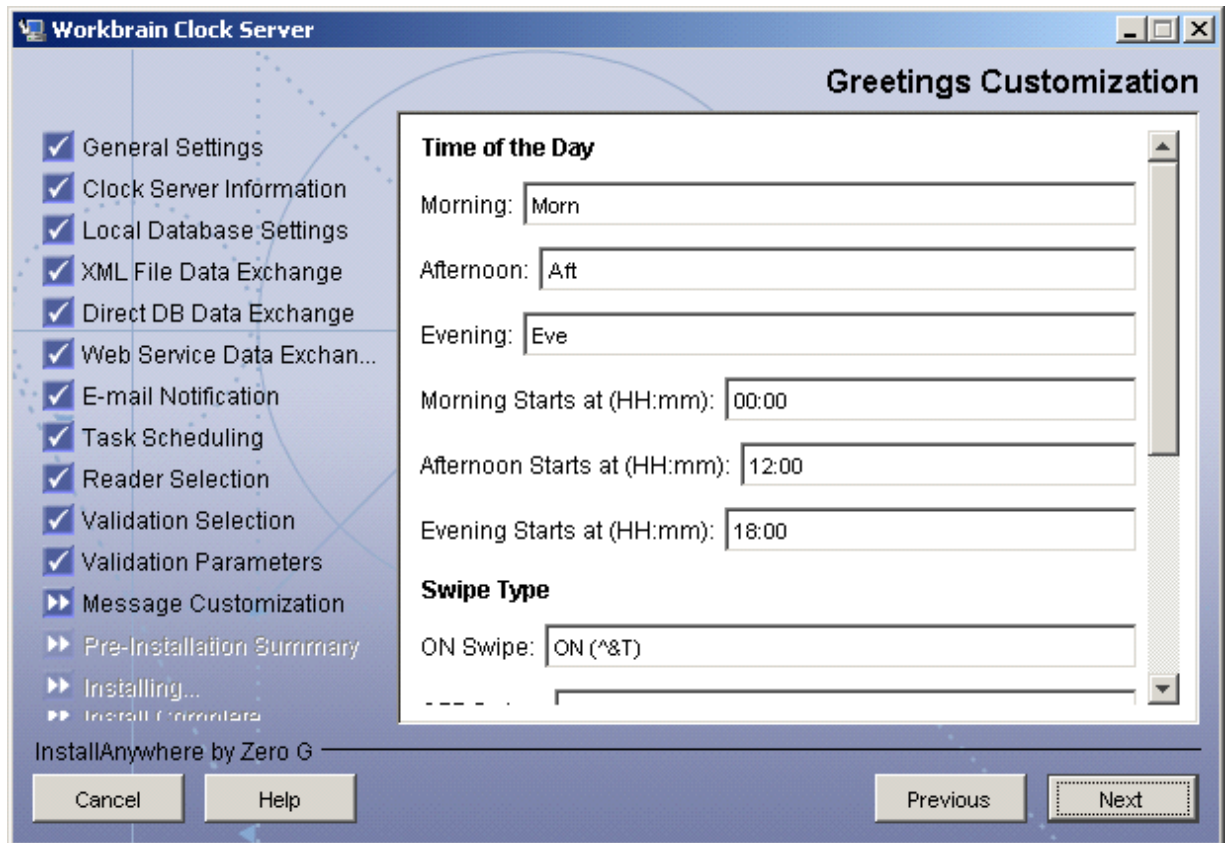 Workbrain Clock Server
Greetings Customization
General Settings
Clock Server Information
Local Database Settings
XML File Data Exchange
Direct DB Data Exchange
Web Service Data Exchan...
E-mail Notification
Task Scheduling
Reader Selection
Validation Selection
Validation Parameters
Message Customization
Pre-Installation Summary
Installing...
Install Complete
Time of the Day
Morning: Morn
Afternoon: Aft
Evening: Eve
Morning Starts at (HH:mm): 00:00
Afternoon Starts at (HH:mm): 12:00
Evening Starts at (HH:mm): 18:00
Swipe Type
ON Swipe: ON (^&T)
InstallAnywhere by Zero G
Cancel
Help
Previous
Next